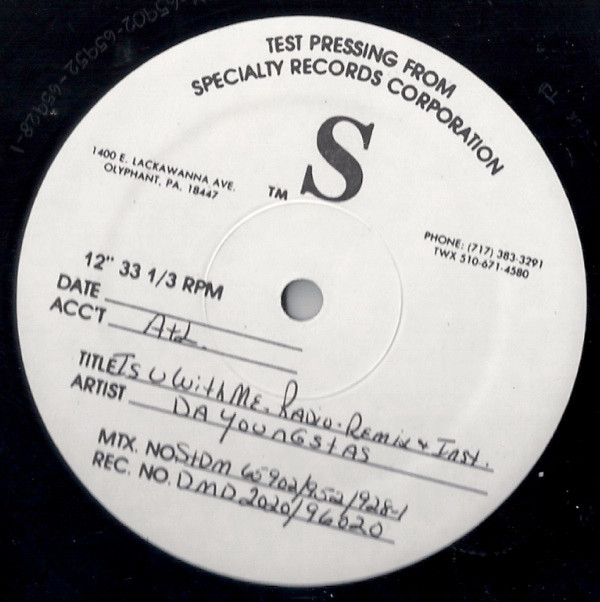 TEST PRESSING FROM
SPECIALTY RECORDS CORPORATION
S
TM
1400 E. LACKAWANNA AVE.
OLYPHANT, PA. 18447
PHONE: (717) 383-3291
TWX 510-671-4580
12" 33 1/3 RPM
DATE
ACC'T Atl.
TITLE Is U With ME. Radio. Remix + Inst.
ARTIST DA YOUNGSTAS
MTX. NO. StDM 65902/952/928-1
REC. NO. DMD 2020/96020